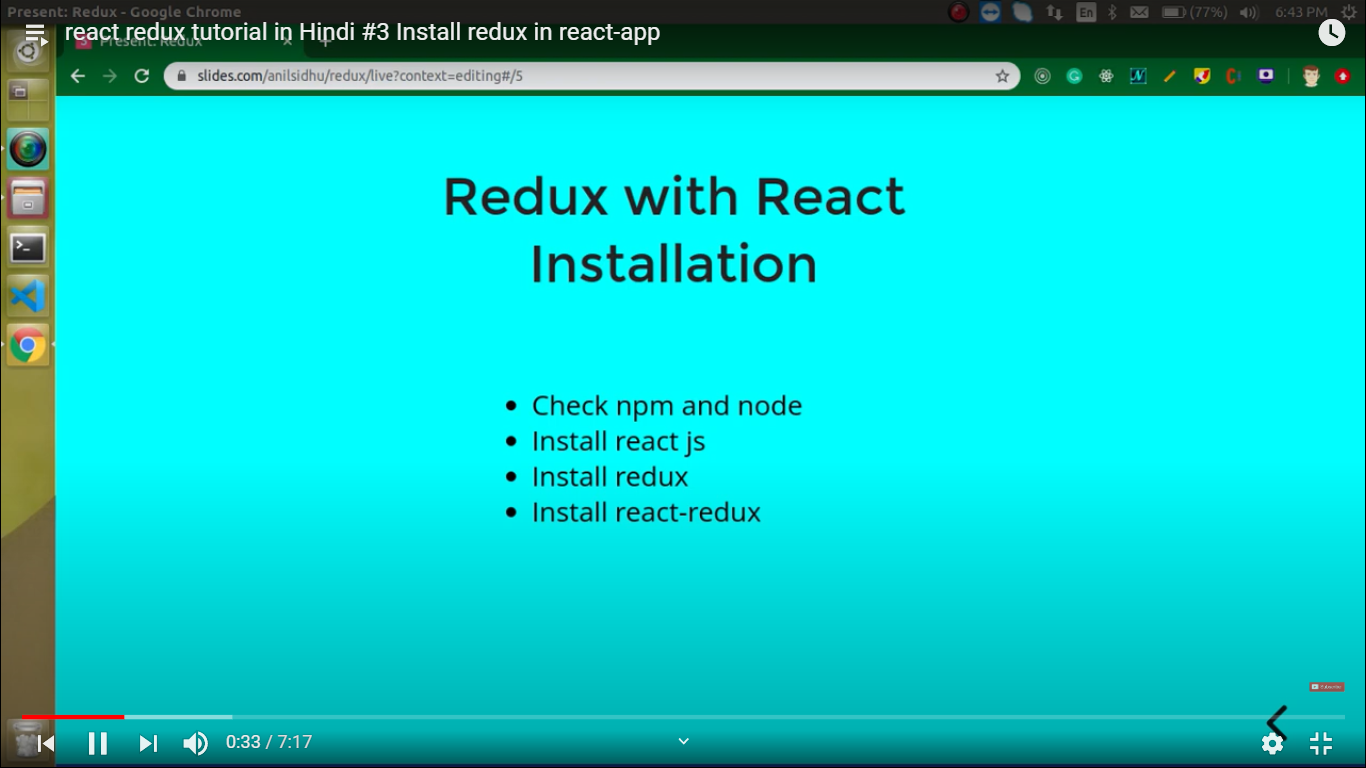 Present: Redux - Google Chrome
En
(77%)
6:43 PM
react redux tutorial in Hindi #3 Install redux in react-app
Present: Redux
slides.com/anilsidhu/redux/live?context=editing#/5
Redux with React
Installation
Check npm and node
Install react js
Install redux
Install react-redux
Subscribe
0:33 / 7:17